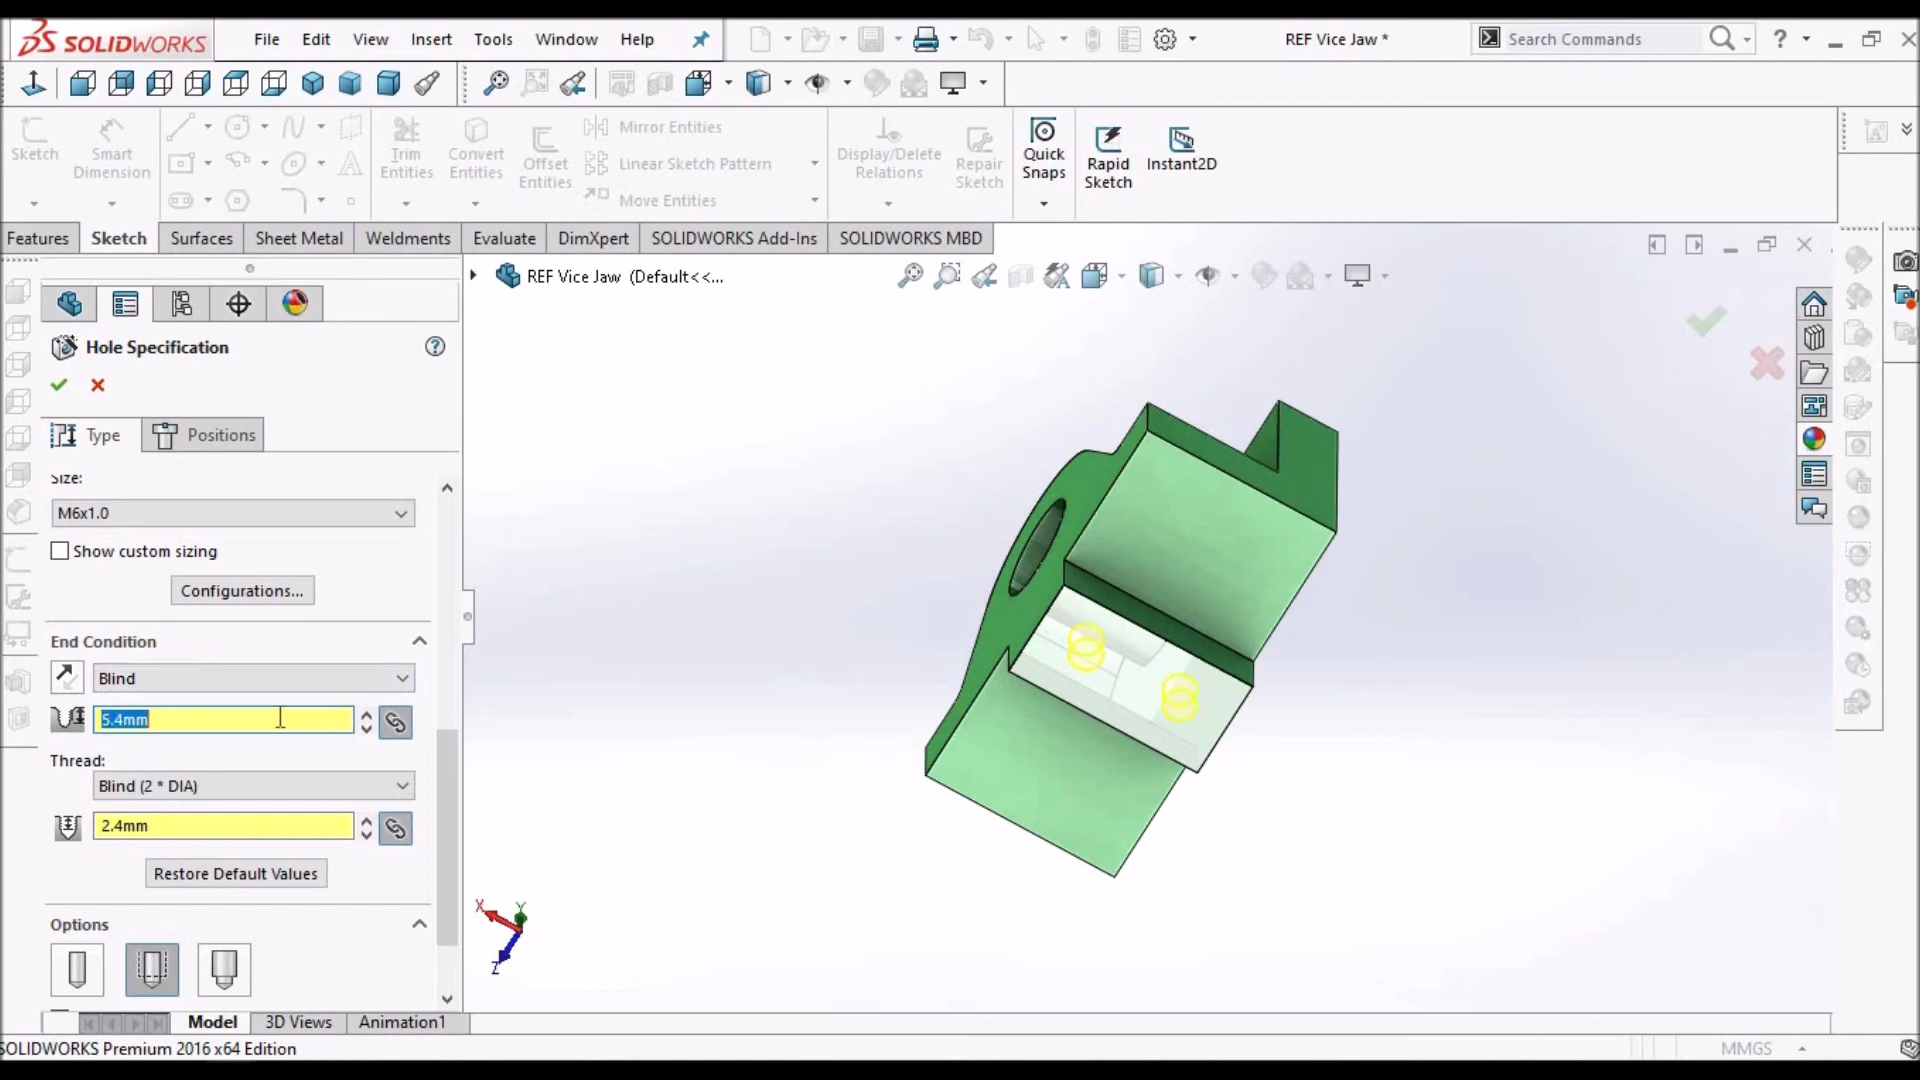 SOLIDWORKS File Edit View Insert Tools Window Help REF Vice Jaw * Search Commands ?
Sketch Smart Dimension Trim Entities Convert Entities Offset Entities Mirror Entities Linear Sketch Pattern Move Entities Display/Delete Relations Repair Sketch Quick Snaps Rapid Sketch Instant2D
Features Sketch Surfaces Sheet Metal Weldments Evaluate DimXpert SOLIDWORKS Add-Ins SOLIDWORKS MBD
REF Vice Jaw (Default<<...
Hole Specification ?
Type Positions
Size:
M6x1.0
Show custom sizing
Configurations...
End Condition
Blind
5.4mm
Thread:
Blind (2 * DIA)
2.4mm
Restore Default Values
Options
X Y
Z
Model 3D Views Animation1
SOLIDWORKS Premium 2016 x64 Edition MMGS